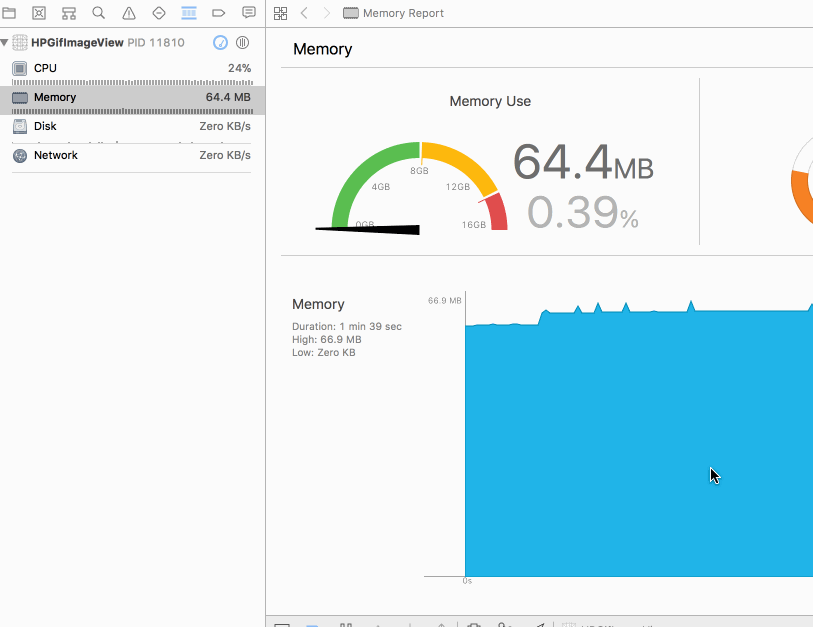 Memory Report
HPGifImageView PID 11810
CPU 24%
Memory 64.4 MB
Disk Zero KB/s
Network Zero KB/s
Memory
Memory Use
0GB
4GB
8GB
12GB
16GB
64.4MB
0.39%
Memory
Duration: 1 min 39 sec
High: 66.9 MB
Low: Zero KB
66.9 MB
0s